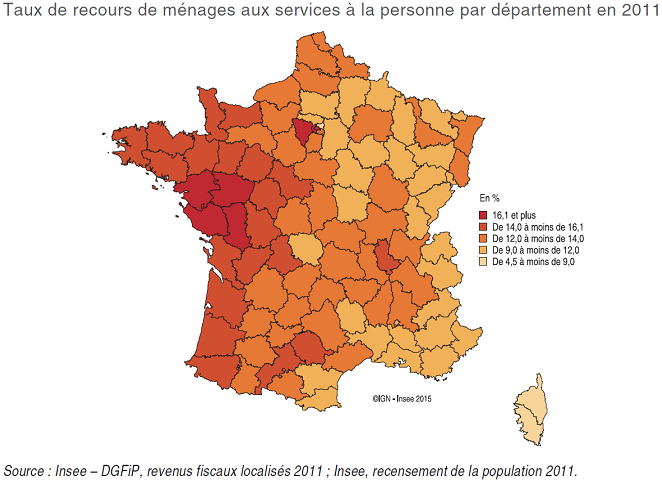 Taux de recours de ménages aux services à la personne par département en 2011
En %
16,1 et plus
De 14,0 à moins de 16,1
De 12,0 à moins de 14,0
De 9,0 à moins de 12,0
De 4,5 à moins de 9,0
©IGN - Insee 2015
Source : Insee – DGFiP, revenus fiscaux localisés 2011 ; Insee, recensement de la population 2011.